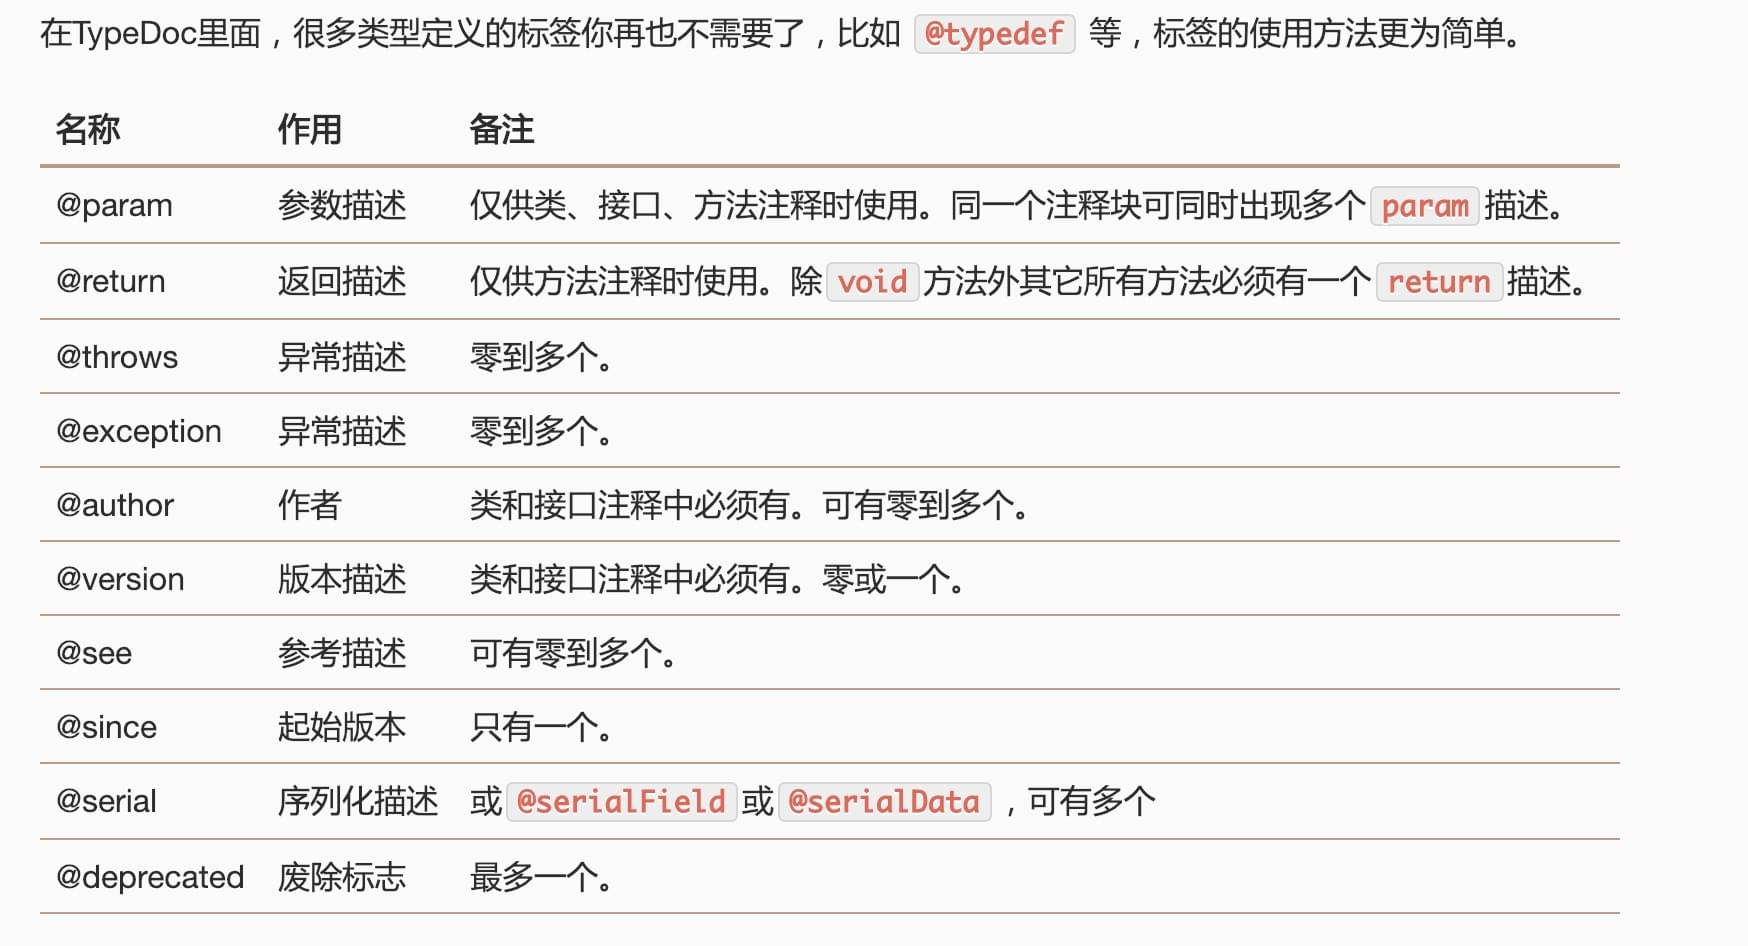 在TypeDoc里面，很多类型定义的标签你再也不需要了，比如 @typedef 等，标签的使用方法更为简单。
名称 作用 备注
@param 参数描述 仅供类、接口、方法注释时使用。同一个注释块可同时出现多个 param 描述。
@return 返回描述 仅供方法注释时使用。除 void 方法外其它所有方法必须有一个 return 描述。
@throws 异常描述 零到多个。
@exception 异常描述 零到多个。
@author 作者 类和接口注释中必须有。可有零到多个。
@version 版本描述 类和接口注释中必须有。零或一个。
@see 参考描述 可有零到多个。
@since 起始版本 只有一个。
@serial 序列化描述 或 @serialField 或 @serialData ，可有多个
@deprecated 废除标志 最多一个。